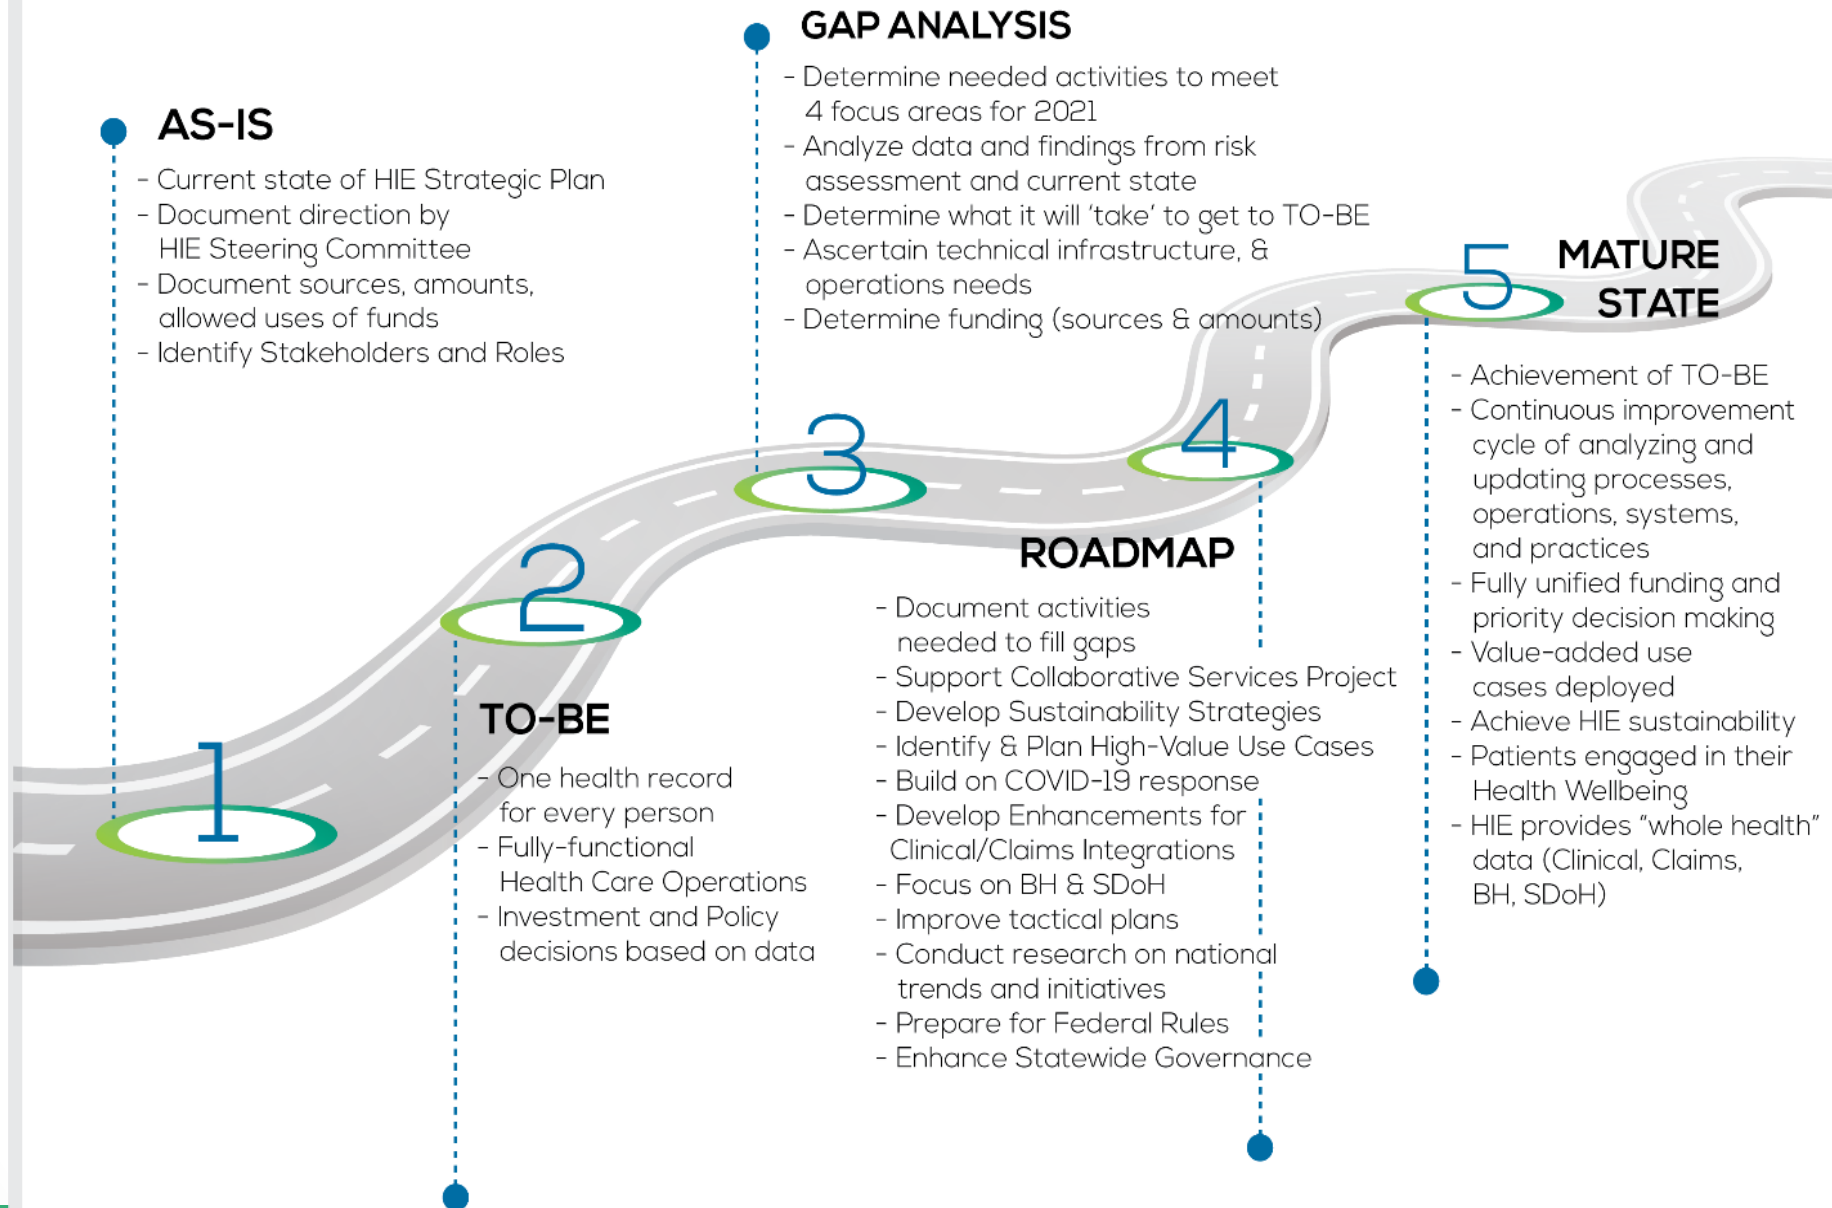 1
AS-IS
- Current state of HIE Strategic Plan
- Document direction by
HIE Steering Committee
- Document sources, amounts,
allowed uses of funds
- Identify Stakeholders and Roles
2
TO-BE
- One health record
for every person
- Fully-functional
Health Care Operations
- Investment and Policy
decisions based on data
3
GAP ANALYSIS
- Determine needed activities to meet
4 focus areas for 2021
- Analyze data and findings from risk
assessment and current state
- Determine what it will ‘take’ to get to TO-BE
- Ascertain technical infrastructure, &
operations needs
- Determine funding (sources & amounts)
4
ROADMAP
- Document activities
needed to fill gaps
- Support Collaborative Services Project
- Develop Sustainability Strategies
- Identify & Plan High-Value Use Cases
- Build on COVID-19 response
- Develop Enhancements for
Clinical/Claims Integrations
- Focus on BH & SDoH
- Improve tactical plans
- Conduct research on national
trends and initiatives
- Prepare for Federal Rules
- Enhance Statewide Governance
5
MATURE
STATE
- Achievement of TO-BE
- Continuous improvement
cycle of analyzing and
updating processes,
operations, systems,
and practices
- Fully unified funding and
priority decision making
- Value-added use
cases deployed
- Achieve HIE sustainability
- Patients engaged in their
Health Wellbeing
- HIE provides “whole health”
data (Clinical, Claims,
BH, SDoH)